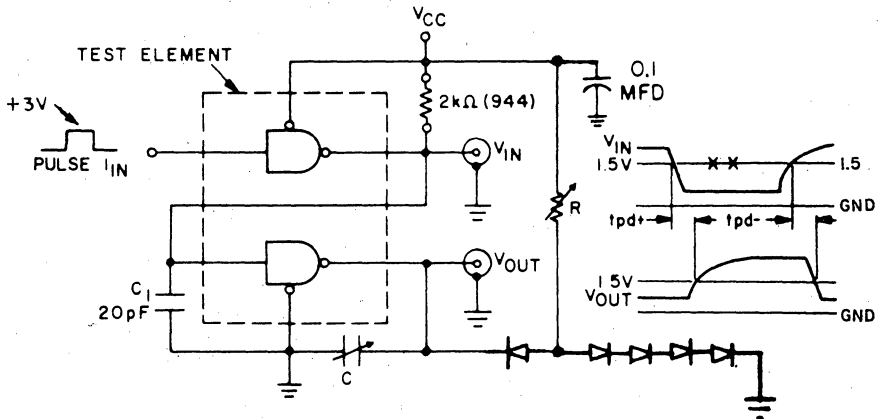 VCC
TEST ELEMENT
+3V
2kΩ (944)
0.1
MFD
PULSE IIN
VIN
R
VIN
1.5V
1.5
GND
tpd+
tpd-
VOUT
1.5V
VOUT
GND
C1
20pF
C